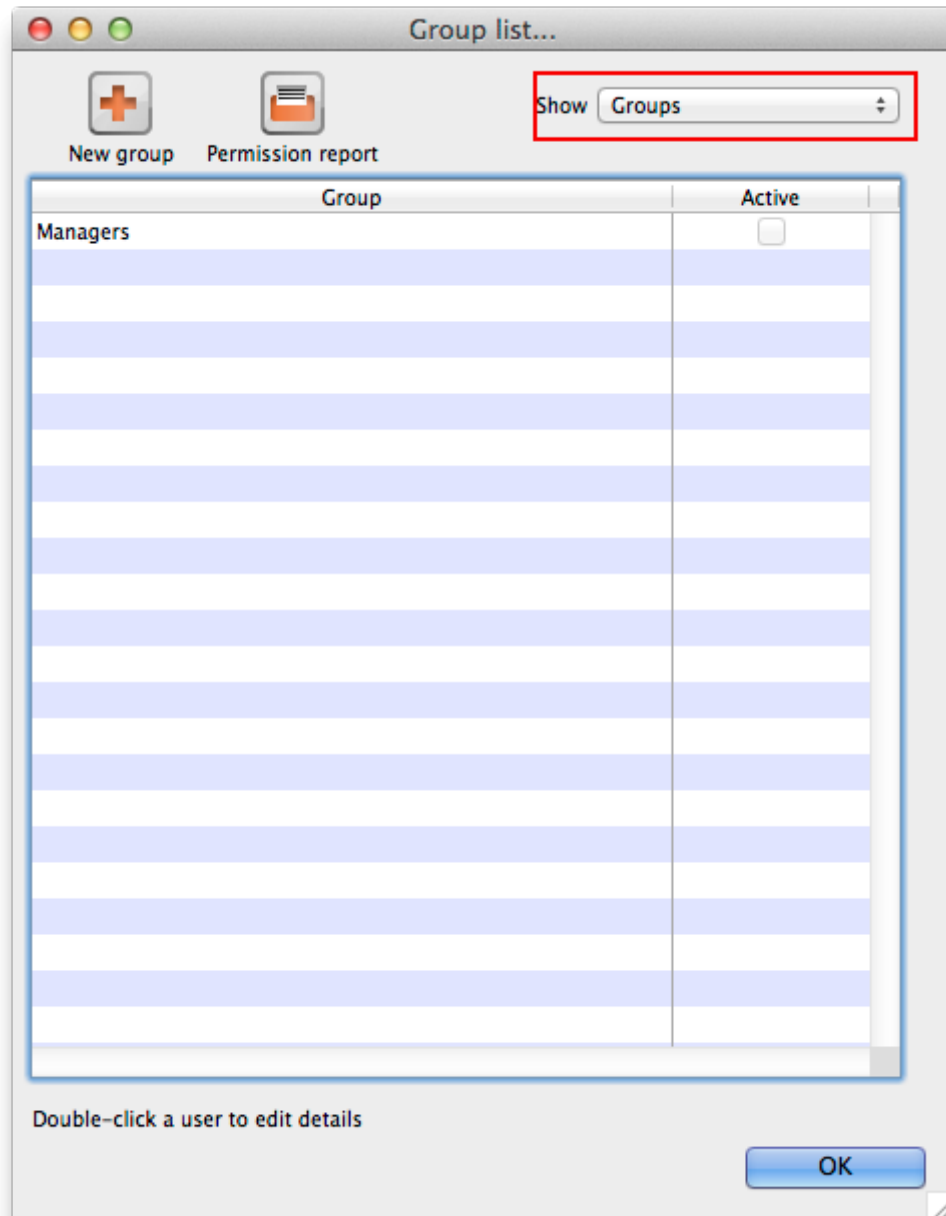 Group list...
Show Groups
New group Permission report
Group Active
Managers
Double-click a user to edit details
OK